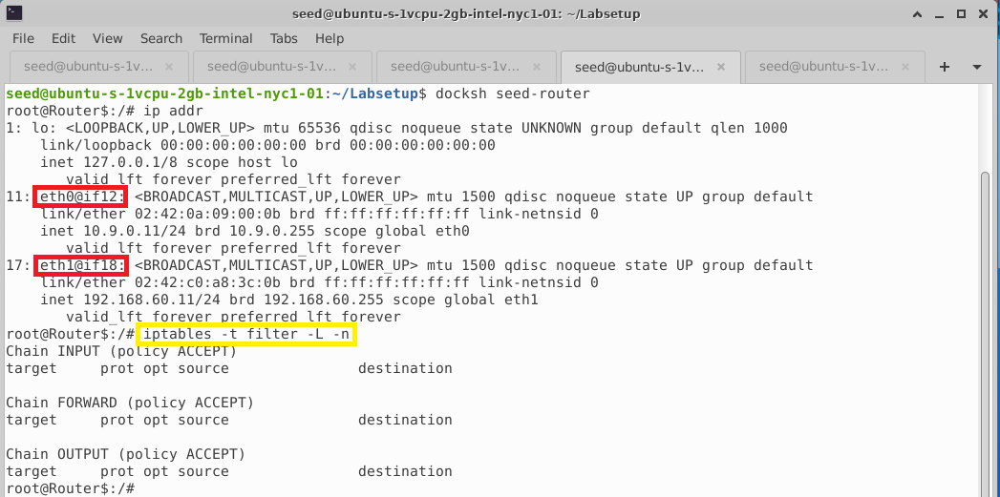 seed@ubuntu-s-1vcpu-2gb-intel-nyc1-01: ~/Labsetup
File Edit View Search Terminal Tabs Help
seed@ubuntu-s-1v... × seed@ubuntu-s-1v... × seed@ubuntu-s-1v... × seed@ubuntu-s-1v... × seed@ubuntu-s-1v... ×
seed@ubuntu-s-1vcpu-2gb-intel-nyc1-01:~/Labsetup$ docksh seed-router
root@Router$:/# ip addr
1: lo: <LOOPBACK,UP,LOWER_UP> mtu 65536 qdisc noqueue state UNKNOWN group default qlen 1000
    link/loopback 00:00:00:00:00:00 brd 00:00:00:00:00:00
    inet 127.0.0.1/8 scope host lo
       valid_lft forever preferred_lft forever
11: eth0@if12: <BROADCAST,MULTICAST,UP,LOWER_UP> mtu 1500 qdisc noqueue state UP group default
    link/ether 02:42:0a:09:00:0b brd ff:ff:ff:ff:ff:ff link-netnsid 0
    inet 10.9.0.11/24 brd 10.9.0.255 scope global eth0
       valid_lft forever preferred_lft forever
17: eth1@if18: <BROADCAST,MULTICAST,UP,LOWER_UP> mtu 1500 qdisc noqueue state UP group default
    link/ether 02:42:c0:a8:3c:0b brd ff:ff:ff:ff:ff:ff link-netnsid 0
    inet 192.168.60.11/24 brd 192.168.60.255 scope global eth1
       valid_lft forever preferred_lft forever
root@Router$:/# iptables -t filter -L -n
Chain INPUT (policy ACCEPT)
target     prot opt source               destination
Chain FORWARD (policy ACCEPT)
target     prot opt source               destination
Chain OUTPUT (policy ACCEPT)
target     prot opt source               destination
root@Router$:/#